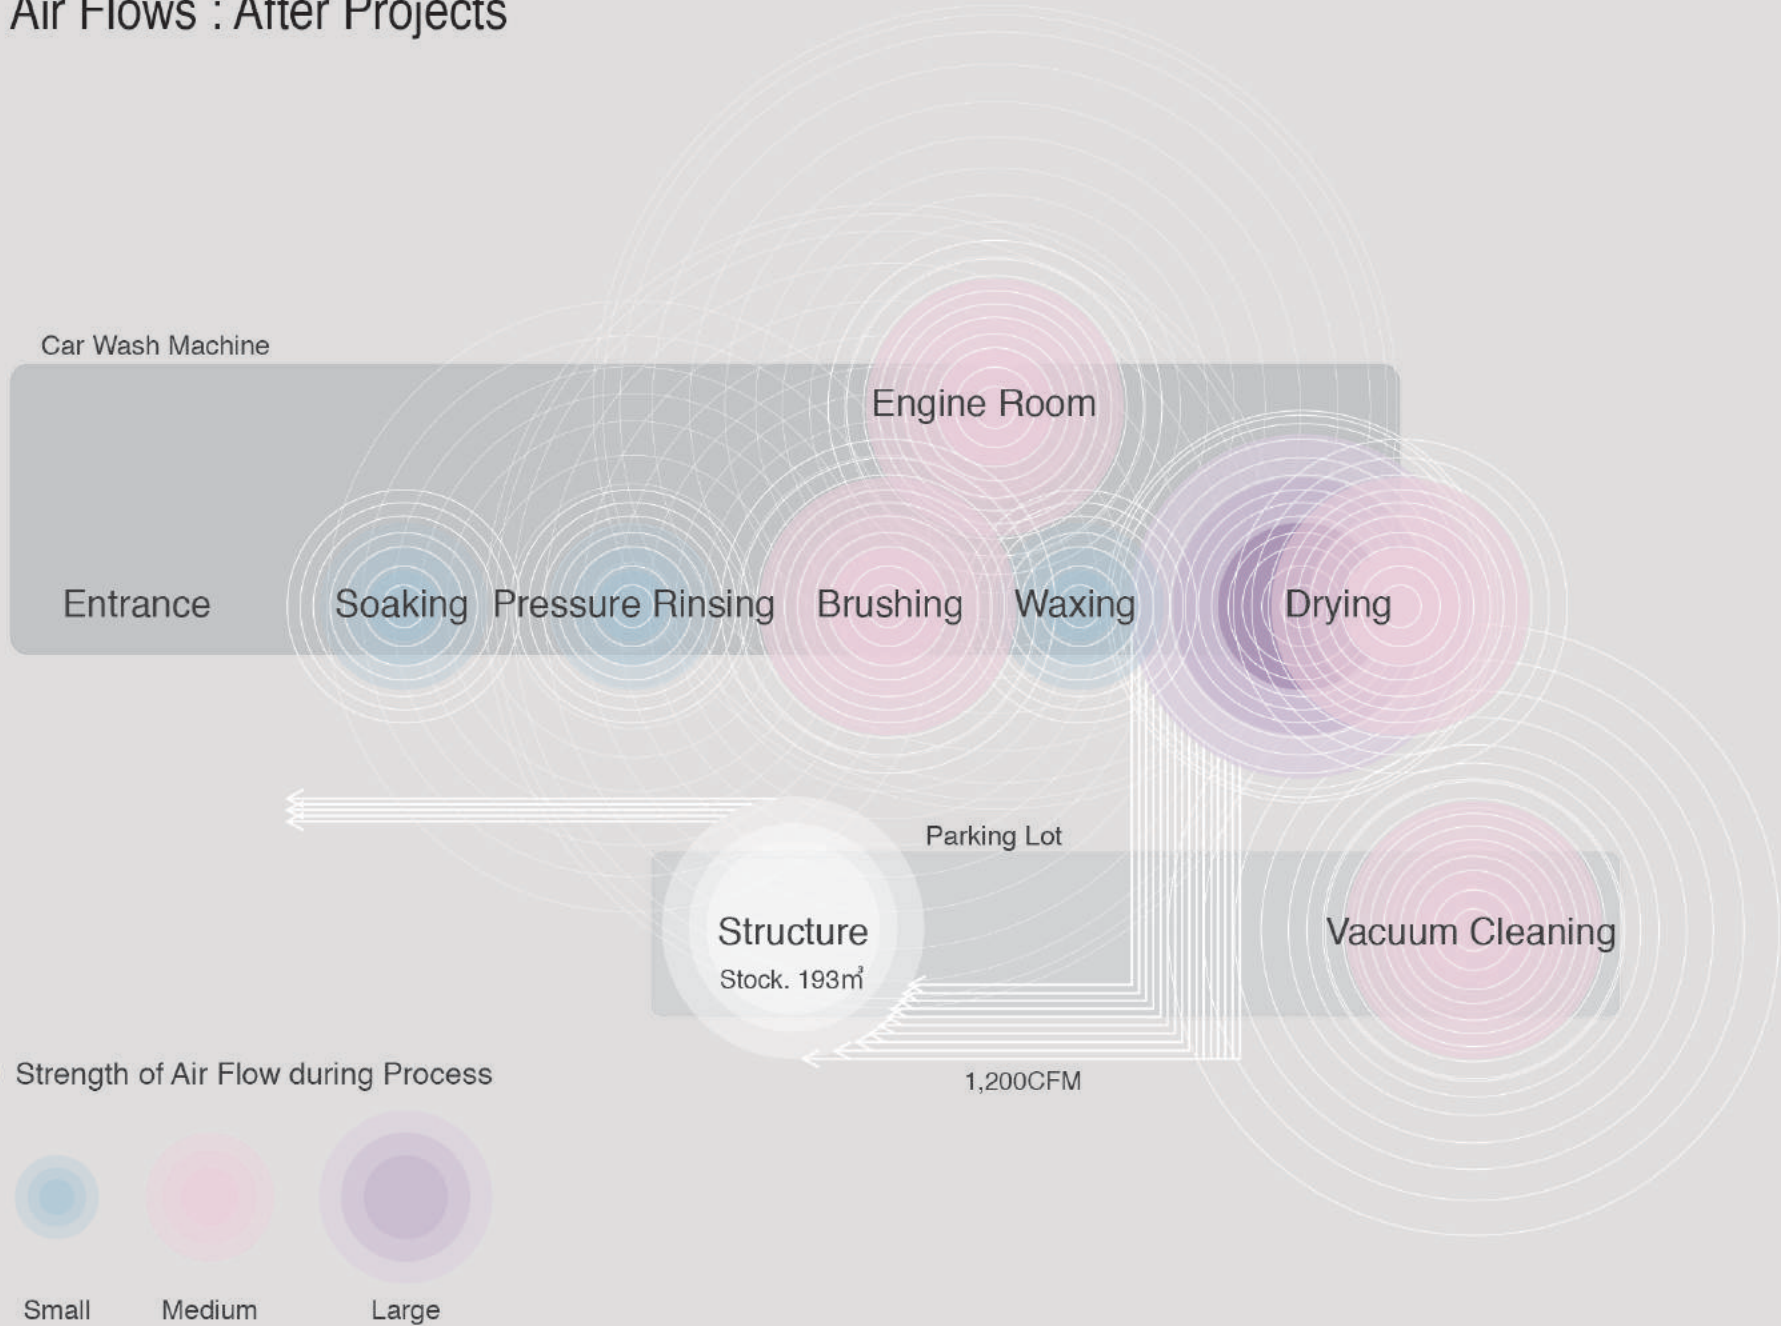 Air Flows : After Projects
Car Wash Machine
Engine Room
Entrance
Soaking
Pressure Rinsing
Brushing
Waxing
Drying
Parking Lot
Structure
Stock. 193㎥
Vacuum Cleaning
1,200CFM
Strength of Air Flow during Process
Small
Medium
Large